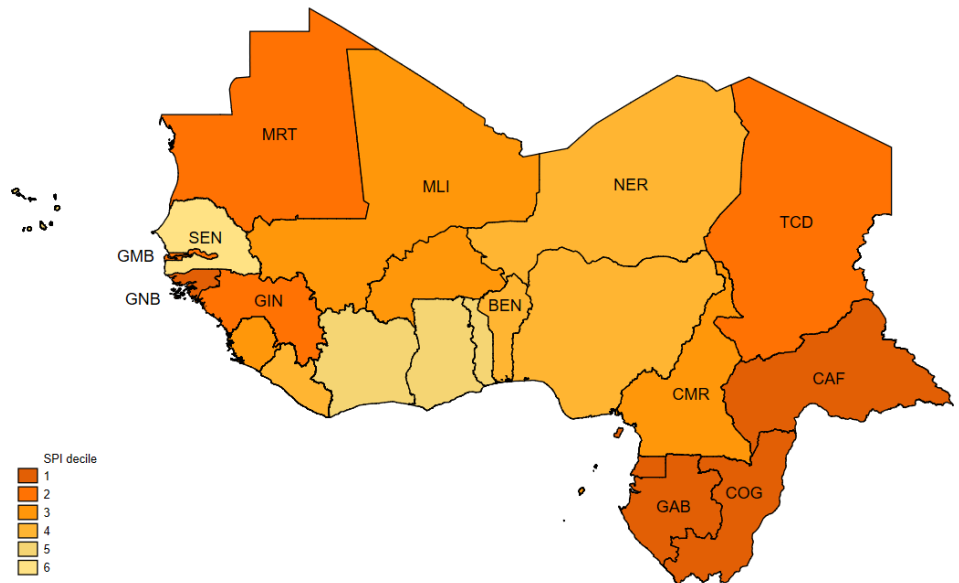 MRT
MLI
NER
TCD
SEN
GMB
GNB
GIN
BEN
CMR
CAF
GAB
COG
SPI decile
1
2
3
4
5
6